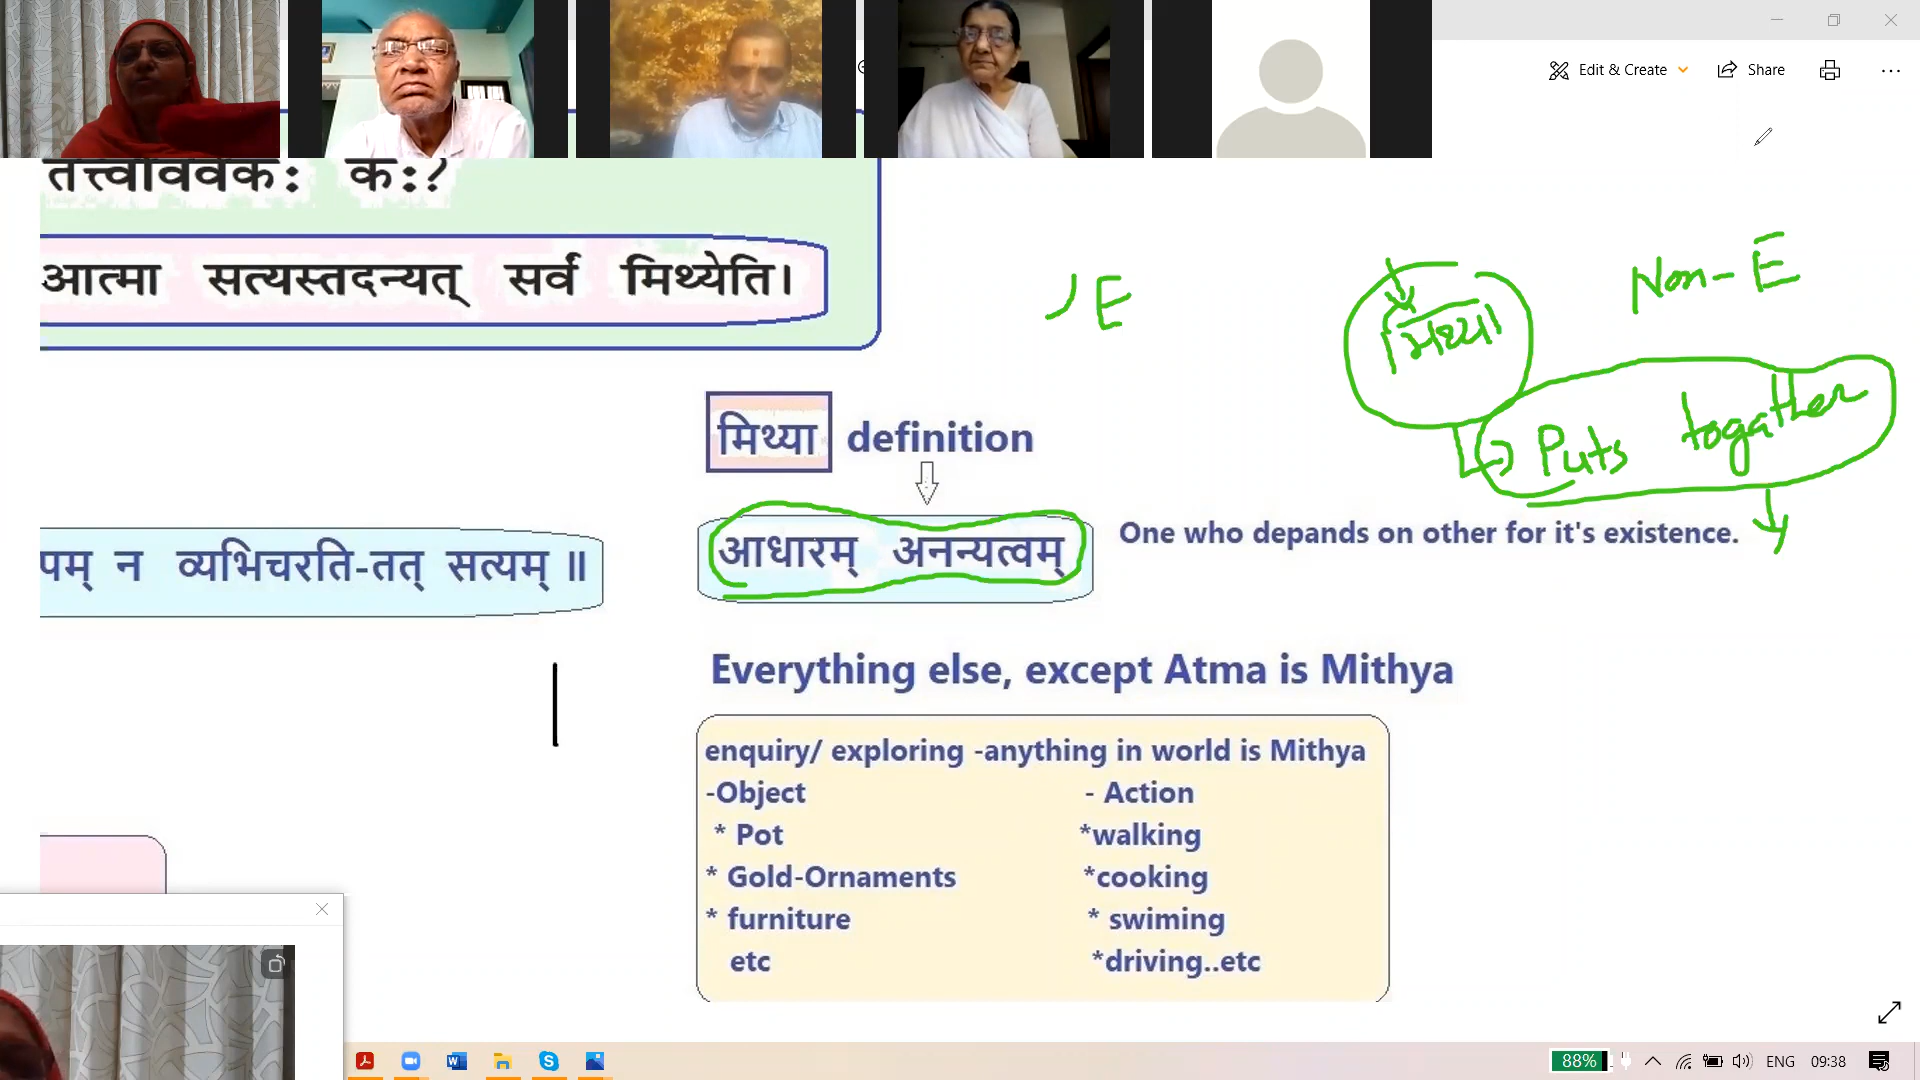 Edit & Create
Share
तत्त्वविवेकः कः?
आत्मा सत्यस्तदन्यत् सर्वं मिथ्येति।
E
Non-E
मिथ्या
Puts togather
मिथ्या definition
आधारम् अनन्यत्वम् One who depands on other for it's existence.
पम् न व्यभिचरति-तत् सत्यम् ॥
Everything else, except Atma is Mithya
enquiry/ exploring -anything in world is Mithya
-Object - Action
* Pot *walking
* Gold-Ornaments *cooking
* furniture * swiming
etc *driving..etc
88% ENG 09:38